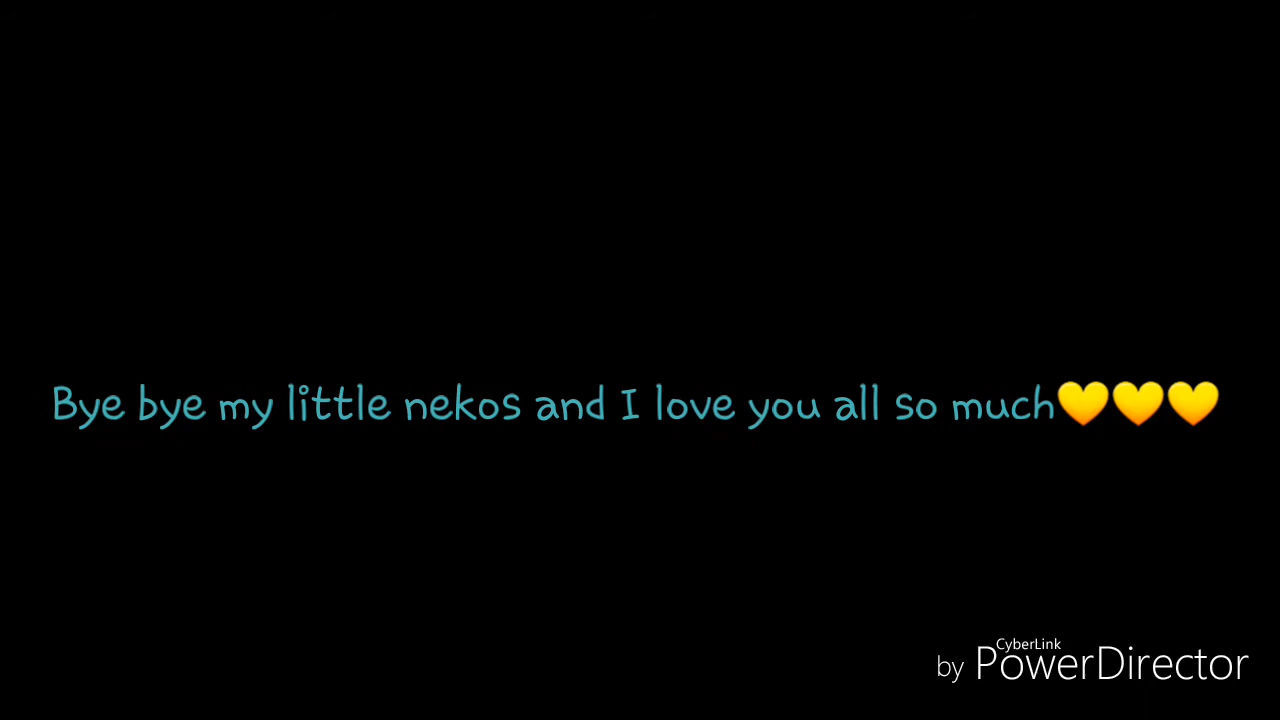 Bye bye my little nekos and I love you all so much💛💛💛
CyberLink
by PowerDirector